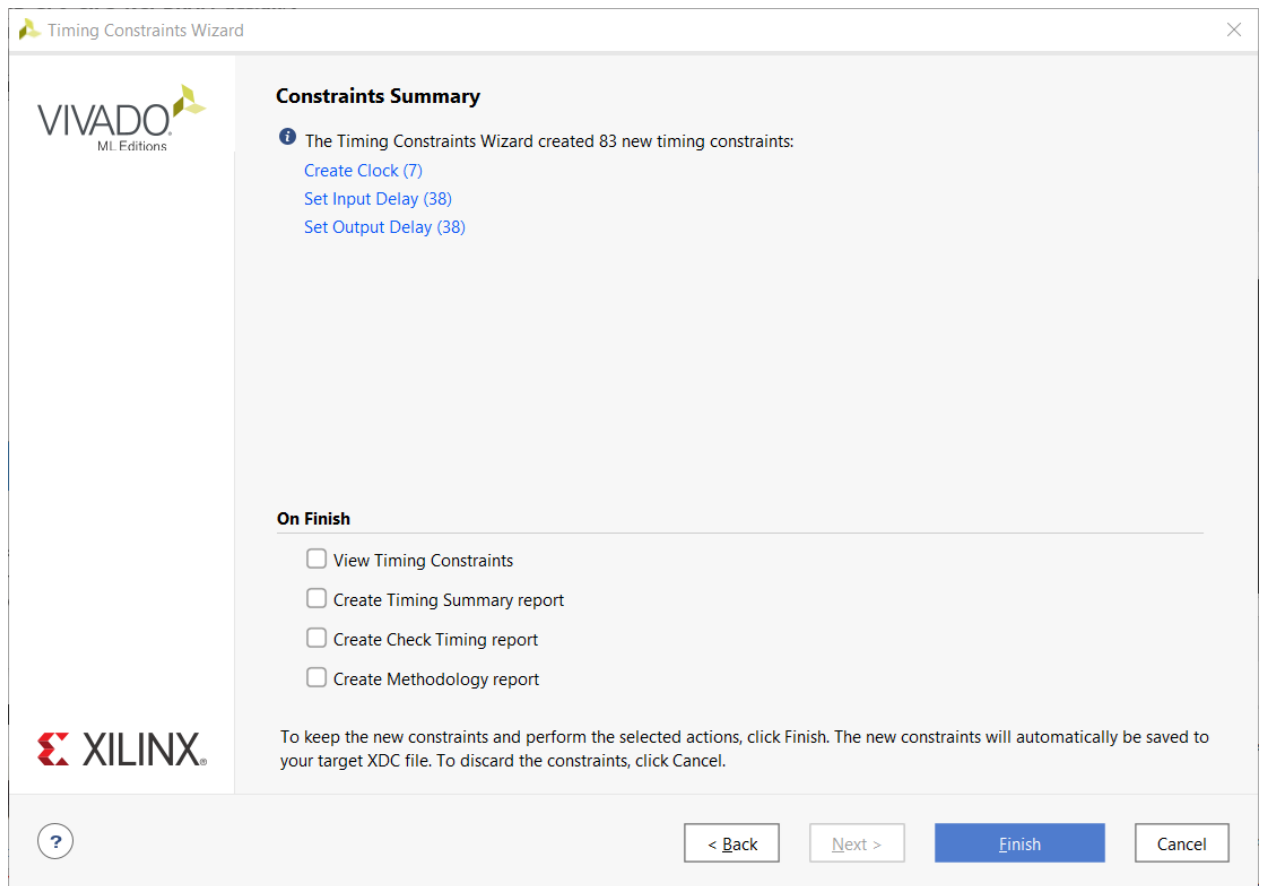 Timing Constraints Wizard
VIVADO.
ML Editions
Constraints Summary
The Timing Constraints Wizard created 83 new timing constraints:
Create Clock (7)
Set Input Delay (38)
Set Output Delay (38)
On Finish
View Timing Constraints
Create Timing Summary report
Create Check Timing report
Create Methodology report
To keep the new constraints and perform the selected actions, click Finish. The new constraints will automatically be saved to
your target XDC file. To discard the constraints, click Cancel.
XILINX.
?
< Back
Next >
Finish
Cancel